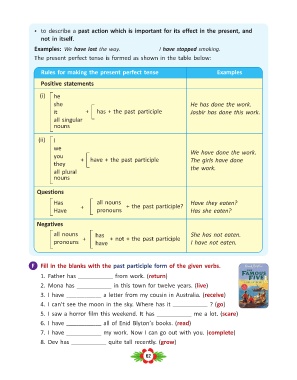 • to describe a past action which is important for its effect in the present, and
not in itself.
Examples: We have lost the way. I have stopped smoking.
The present perfect tense is formed as shown in the table below:
Rules for making the present perfect tense Examples
Positive statements
(i) he
she
it
all singular
nouns
+ has + the past participle
He has done the work.
Jasbir has done this work.
(ii) I
we
you
they
all plural
nouns
+ have + the past participle
We have done the work.
The girls have done
the work.
Questions
Has
Have
+ all nouns
pronouns
+ the past participle?
Have they eaten?
Has she eaten?
Negatives
all nouns
pronouns
+ has
have
+ not + the past participle
She has not eaten.
I have not eaten.
F Fill in the blanks with the past participle form of the given verbs.
1. Father has __________ from work. (return)
2. Mona has __________ in this town for twelve years. (live)
3. I have __________ a letter from my cousin in Australia. (receive)
4. I can't see the moon in the sky. Where has it __________ ? (go)
5. I saw a horror film this weekend. It has __________ me a lot. (scare)
6. I have __________ all of Enid Blyton's books. (read)
7. I have __________ my work. Now I can go out with you. (complete)
8. Dev has __________ quite tall recently. (grow)
FAMOUS
FIVE
62